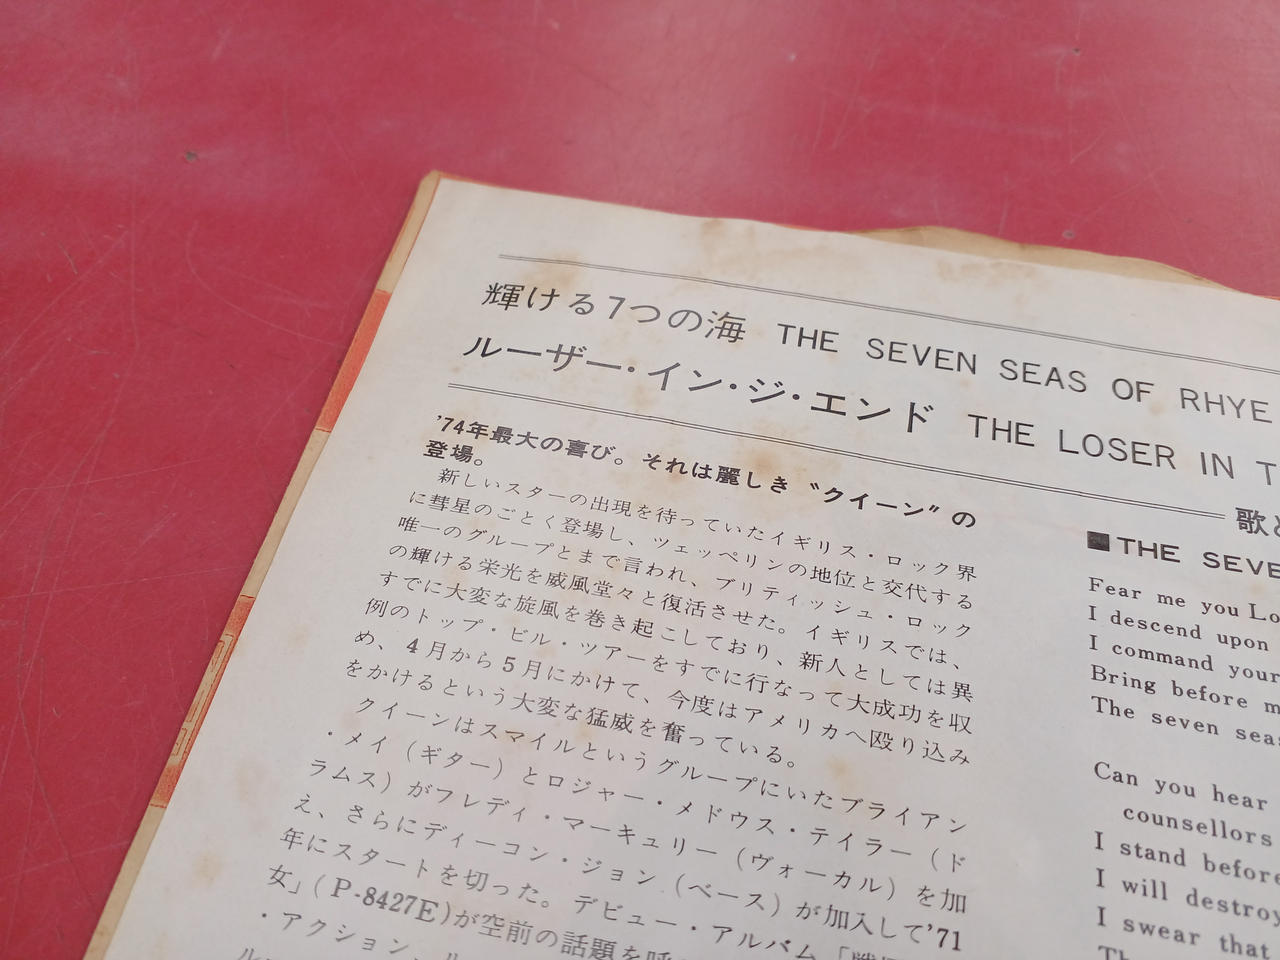 輝ける7つの海 THE SEVEN SEAS OF RHYE
ルーザー・イン・ジ・エンド THE LOSER IN T
'74年最大の喜び。それは麗しき〝クイーン〟の
登場。
新しいスターの出現を待っていたイギリス・ロック界
に彗星のごとく登場し、ツェッペリンの地位と交代する
唯一のグループとまで言われ、ブリティッシュ・ロック
の輝ける栄光を威風堂々と復活させた。イギリスでは、
すでに大変な旋風を巻き起こしており、新人としては異
例のトップ・ビル・ツアーをすでに行なって大成功を収
め、4月から5月にかけて、今度はアメリカへ殴り込み
をかけるという大変な猛威を奮っている。
クイーンはスマイルというグループにいたブライアン
・メイ（ギター）とロジャー・メドウス・テイラー（ド
ラムス）がフレディ・マーキュリー（ヴォーカル）を加
え、さらにディーコン・ジョン（ベース）が加入して'71
年にスタートを切った。デビュー・アルバム「戦
女」(P-8427E)が空前の話題を呼
・アクション、ル
歌と
■THE SEVE
Fear me you Lo
I descend upon
I command your
Bring before m
The seven seas
Can you hear
counsellors
I stand before
I will destroy
I swear that